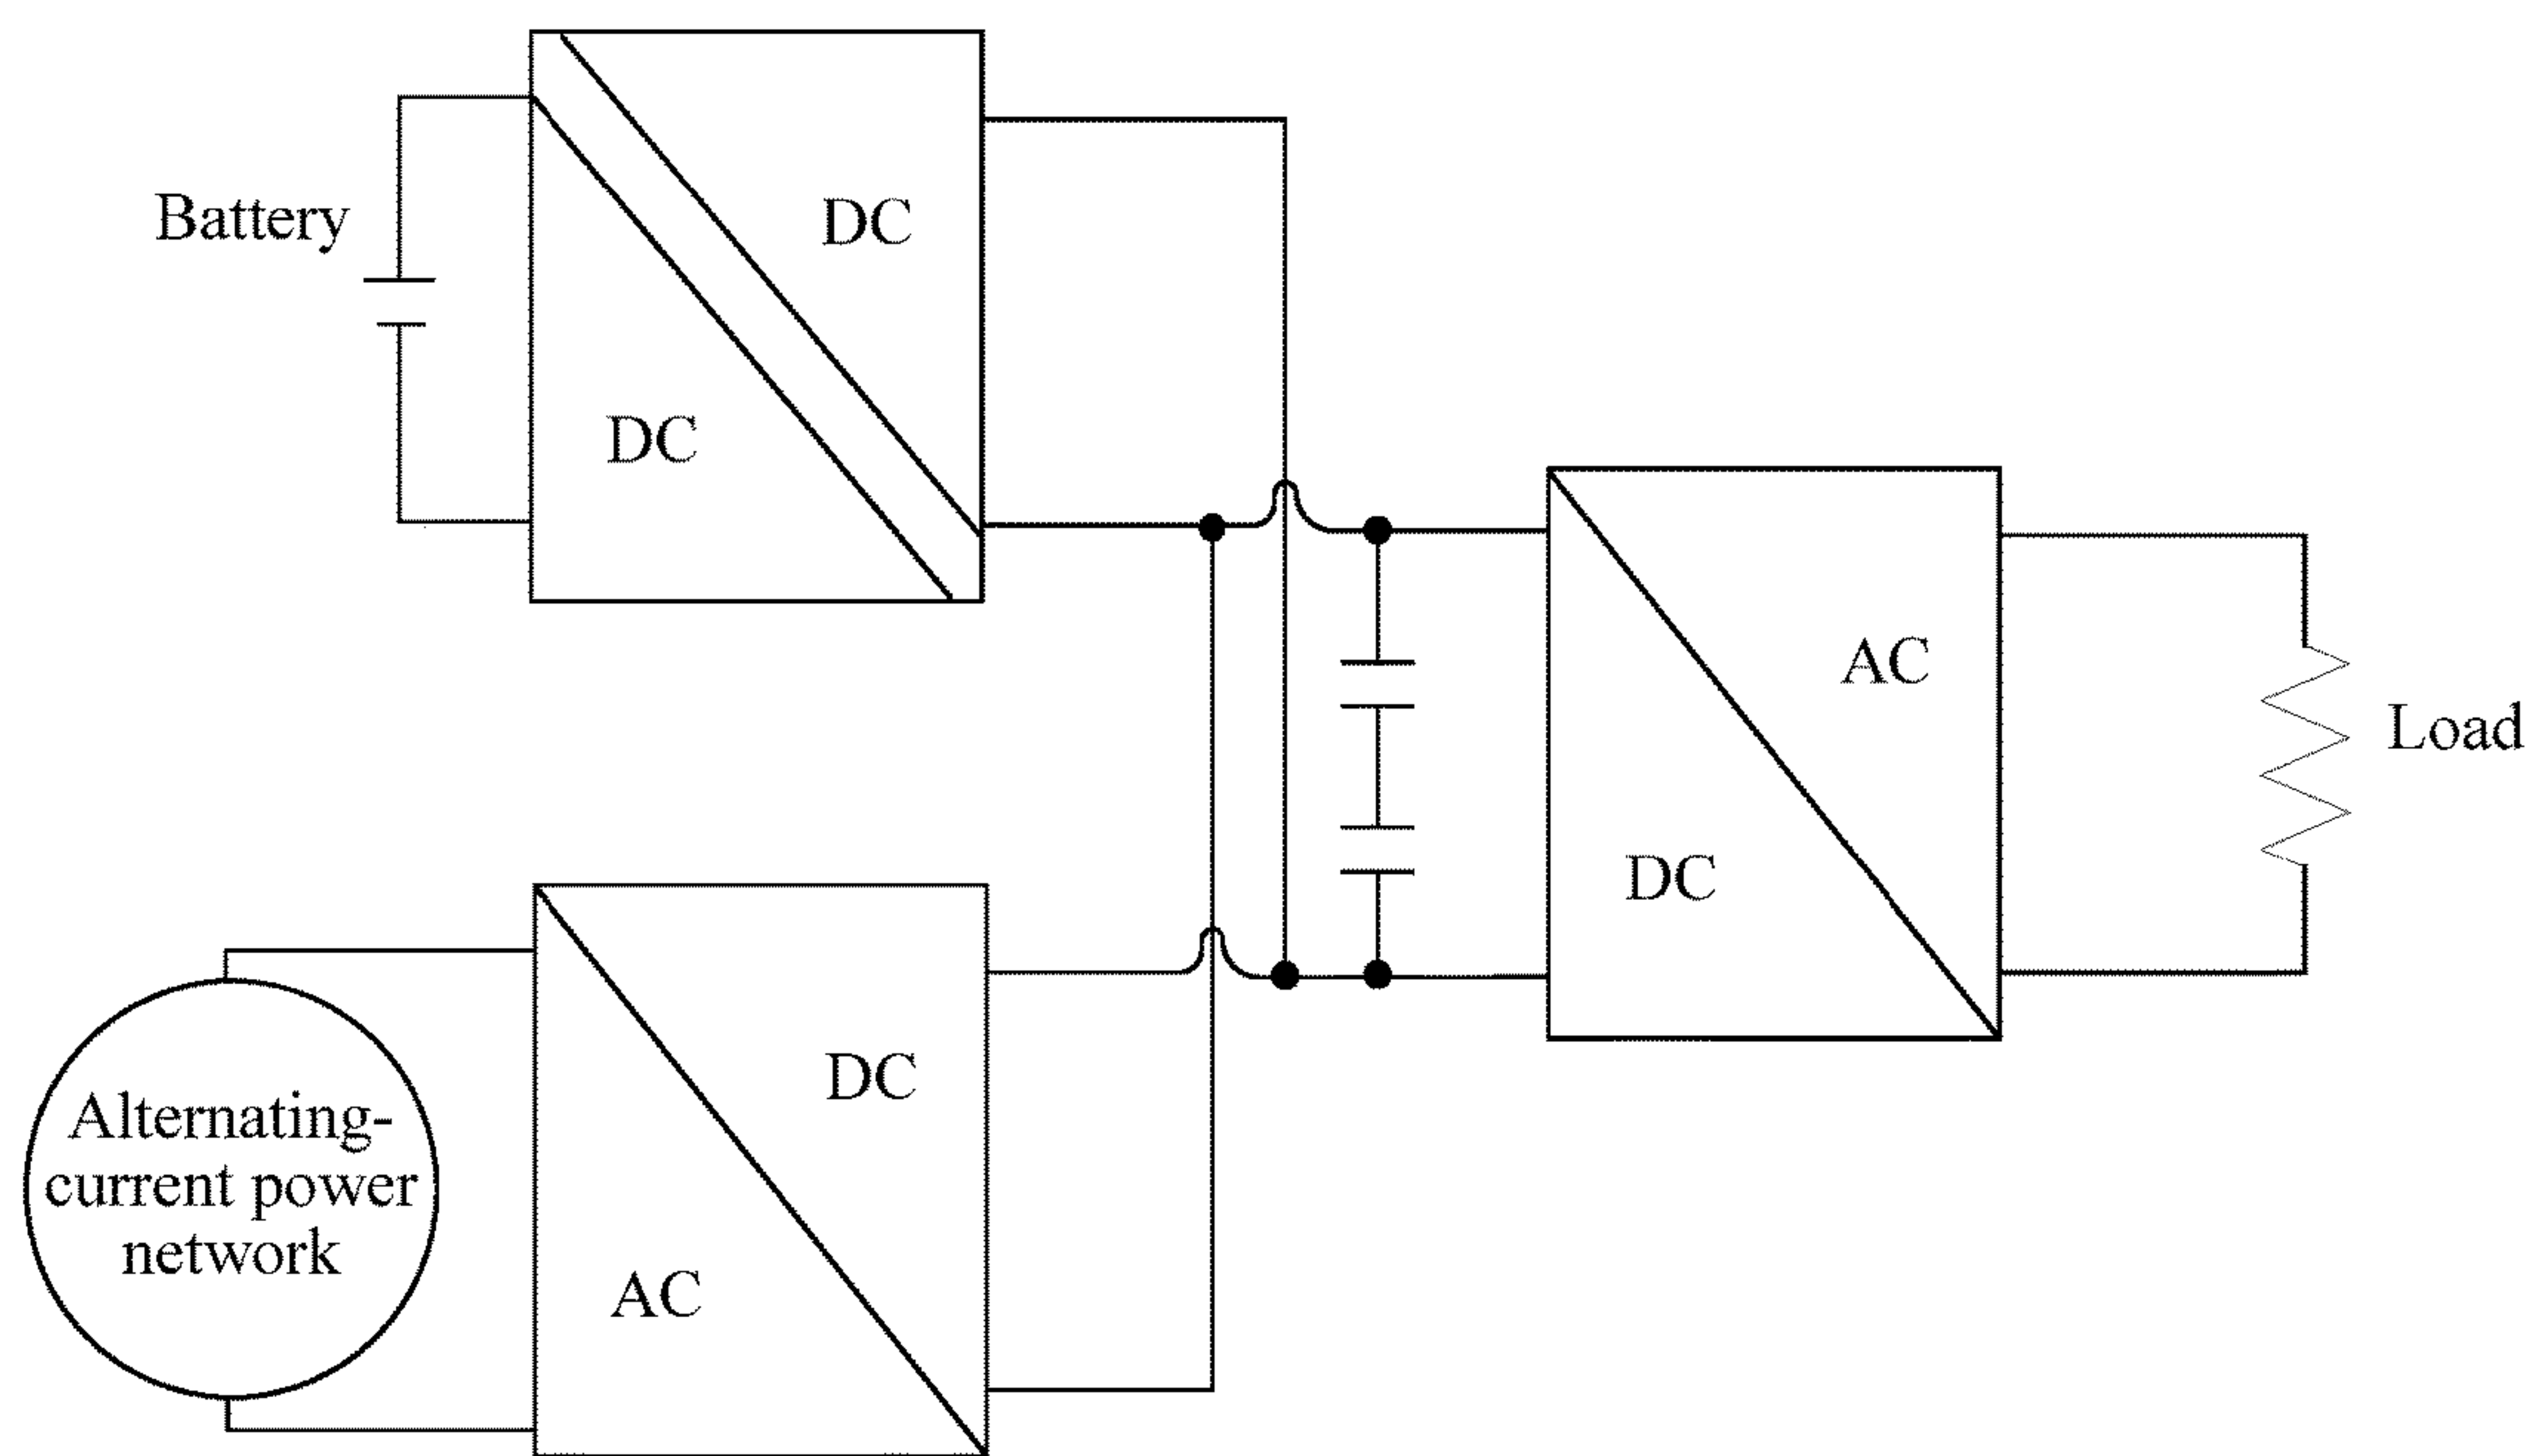 Battery
DC
DC
AC
Load
DC
DC
Alternating-
current power
network
AC